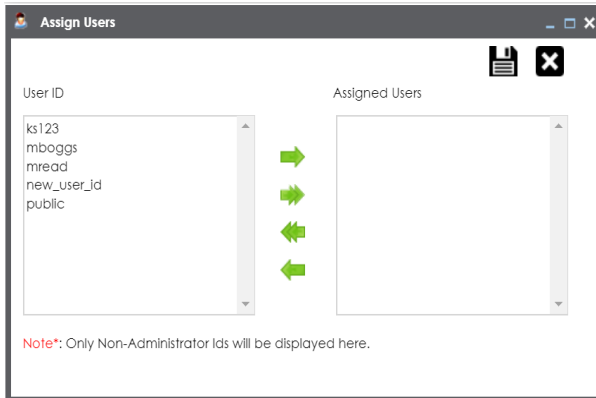 Assign Users
User ID
Assigned Users
ks123
mboggs
mread
new_user_id
public
Note*: Only Non-Administrator Ids will be displayed here.